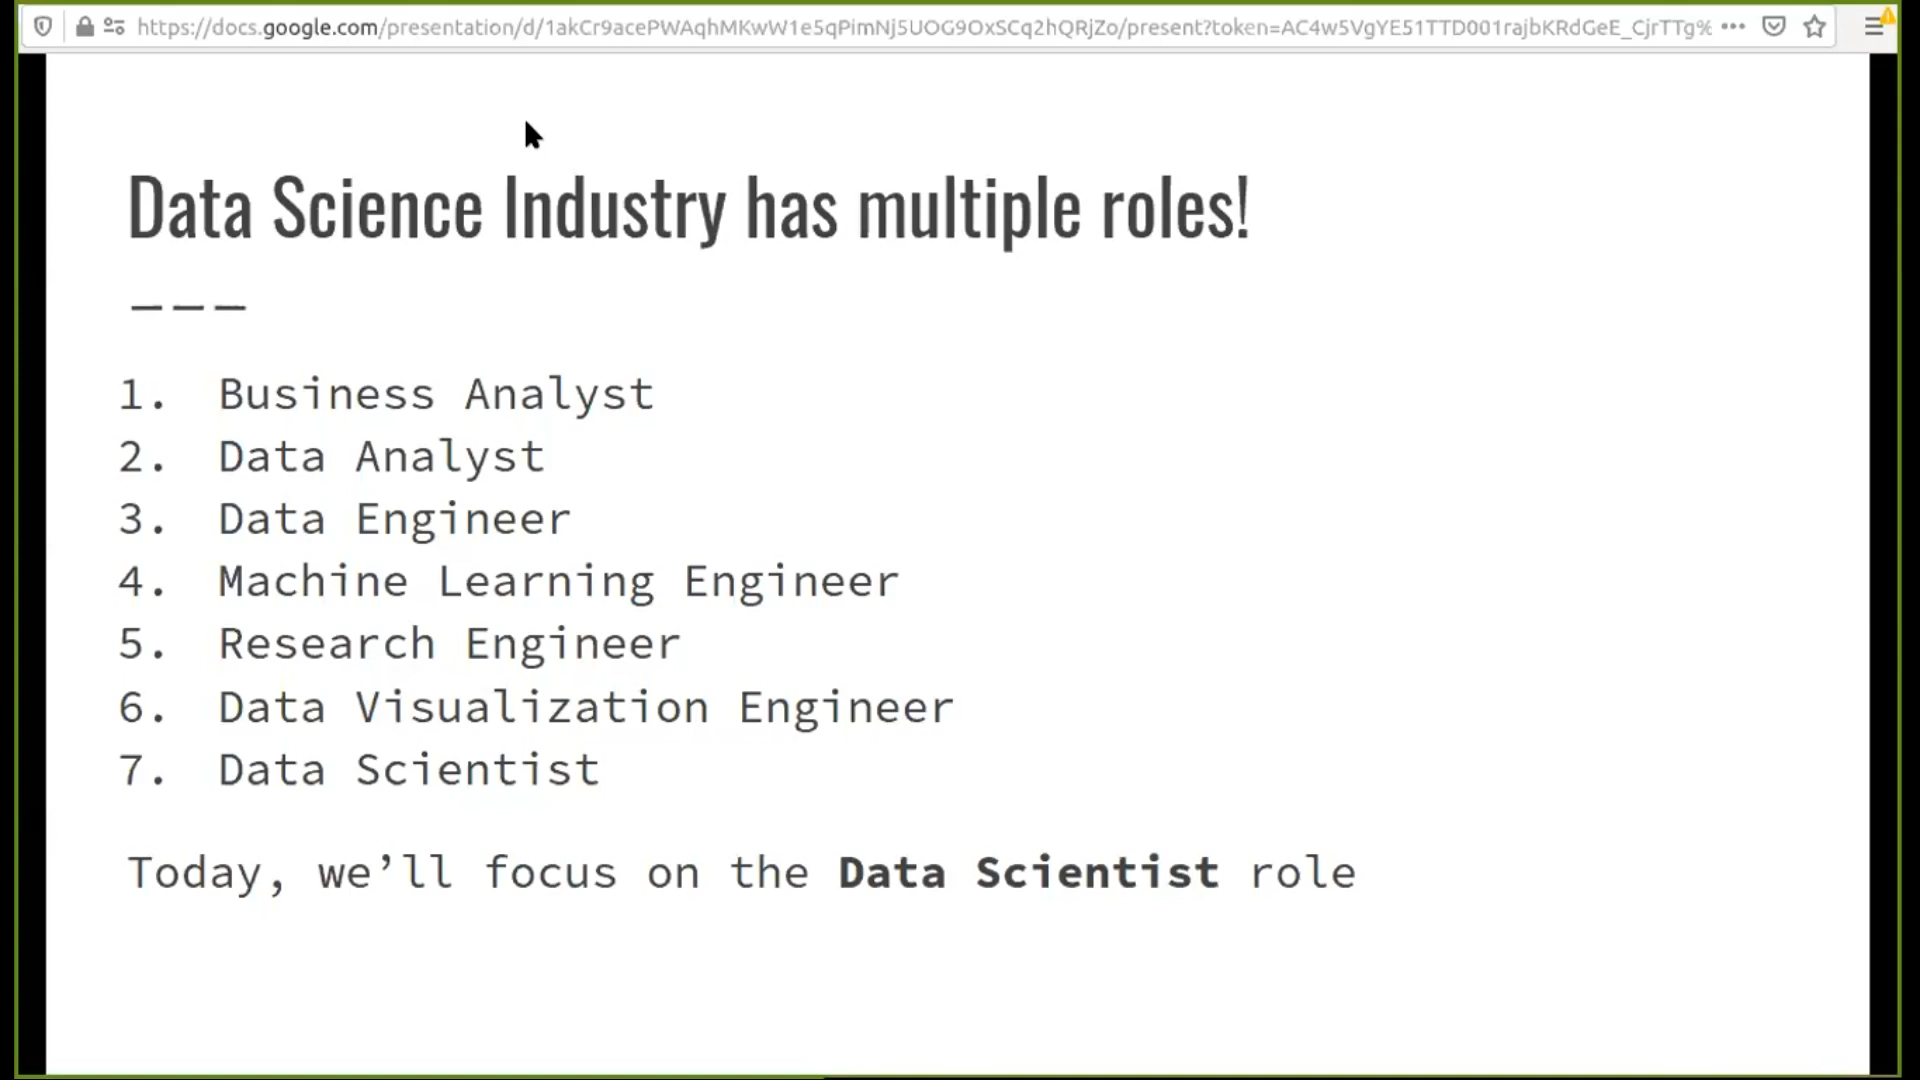 https://docs.google.com/presentation/d/1akCr9acePWAqhMKwW1e5qPimNj5UOG9OxSCq2hQRjZo/present?token=AC4w5VgYE51TTD001rajbKRdGeE_CjrTTg%
Data Science Industry has multiple roles!
1. Business Analyst
2. Data Analyst
3. Data Engineer
4. Machine Learning Engineer
5. Research Engineer
6. Data Visualization Engineer
7. Data Scientist
Today, we’ll focus on the Data Scientist role